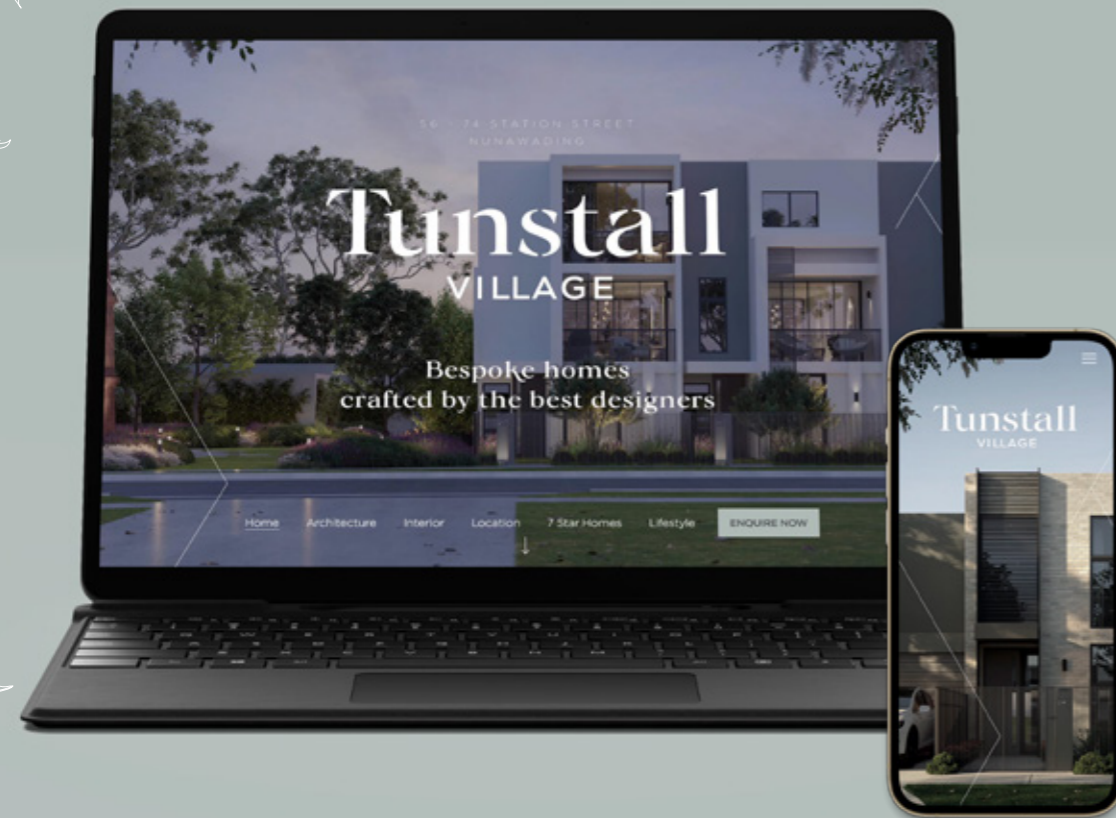 56 - 74 STATION STREET
NUNAWADING
Tunstall
VILLAGE
Bespoke homes
crafted by the best designers
Home Architecture Interior Location 7 Star Homes Lifestyle ENQUIRE NOW
Tunstall
VILLAGE